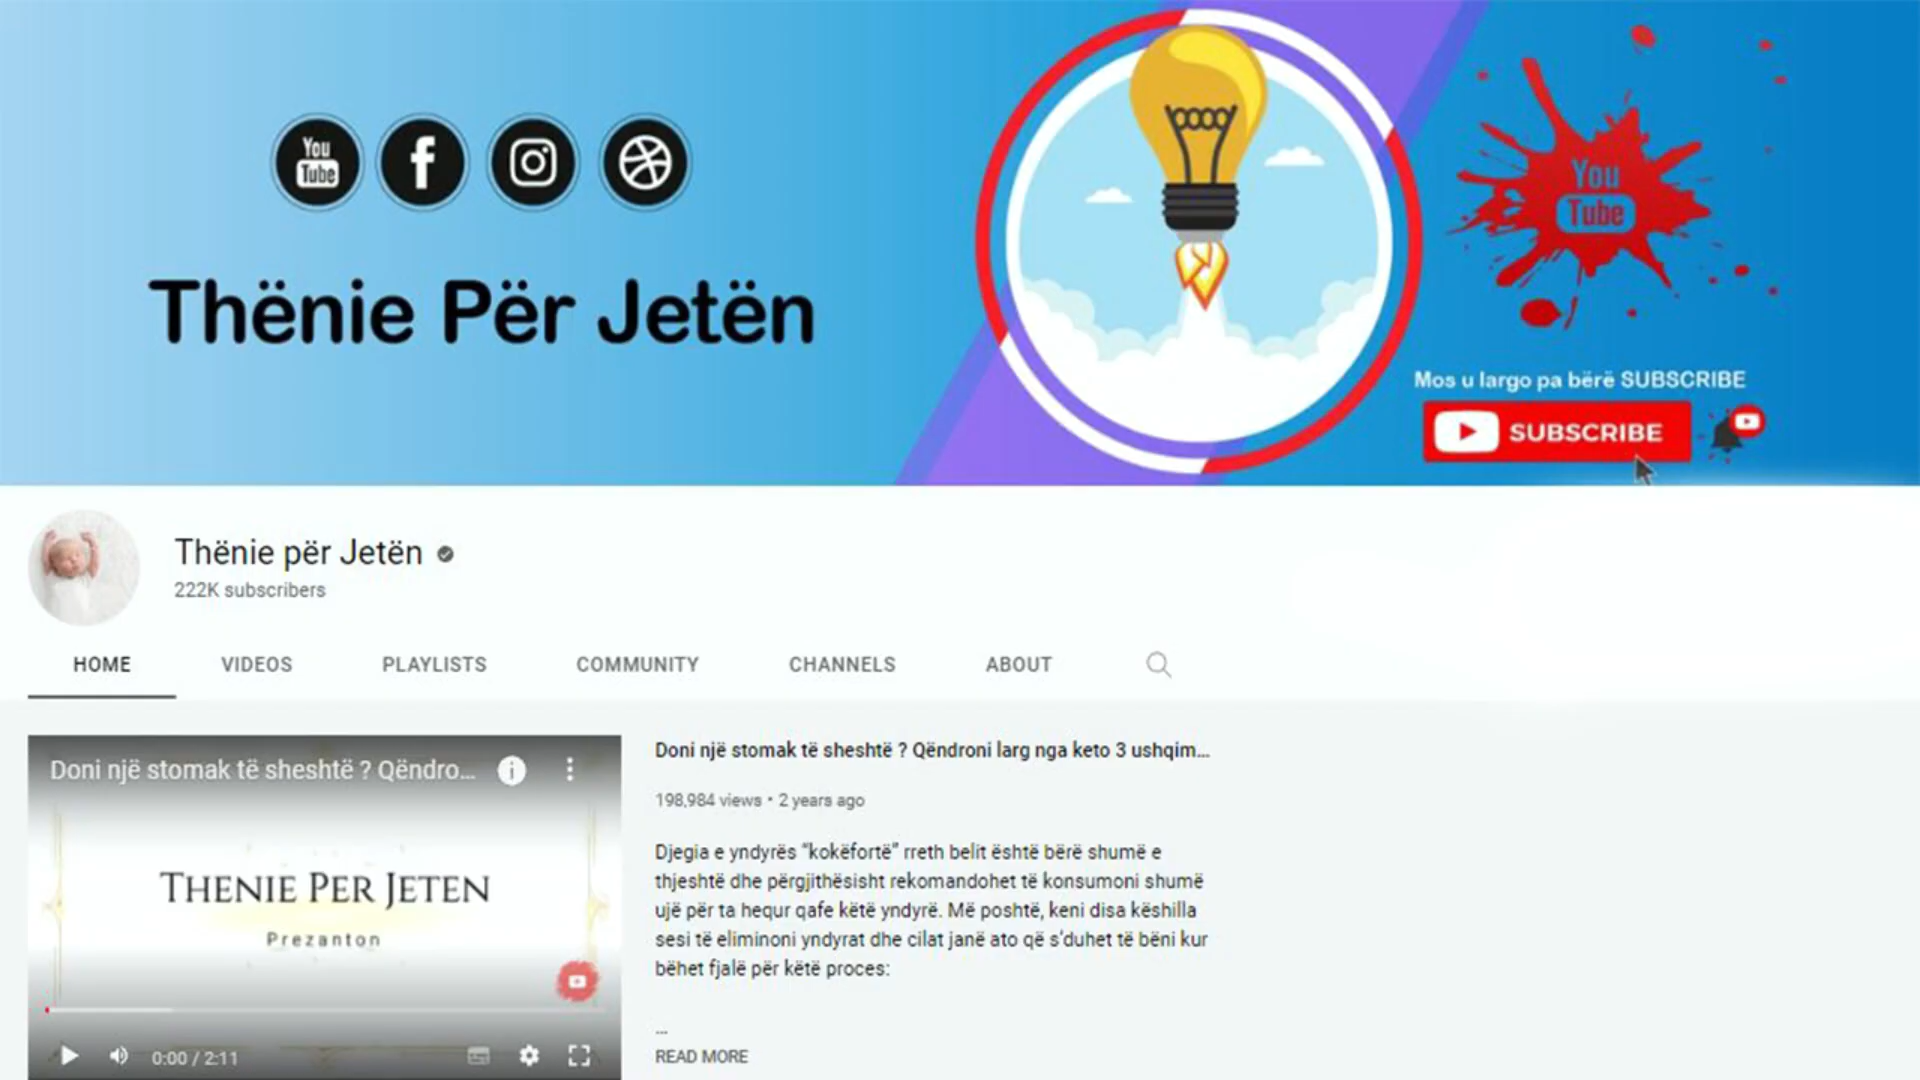 You
Tube
Thënie Për Jetën
You
Tube
Mos u largo pa bërë SUBSCRIBE
SUBSCRIBE
Thënie për Jetën
222K subscribers
HOME VIDEOS PLAYLISTS COMMUNITY CHANNELS ABOUT
Doni një stomak të sheshtë ? Qëndro...
THENIE PER JETEN
Prezanton
0:00 / 2:11
Doni një stomak të sheshtë ? Qëndroni larg nga keto 3 ushqim...
198,984 views • 2 years ago
Djegia e yndyrës “kokëfortë” rreth belit është bërë shumë e
thjeshtë dhe përgjithësisht rekomandohet të konsumoni shumë
ujë për ta hequr qafe këtë yndyrë. Më poshtë, keni disa këshilla
sesi të eliminoni yndyrat dhe cilat janë ato që s’duhet të bëni kur
bëhet fjalë për këtë proces:
...
READ MORE